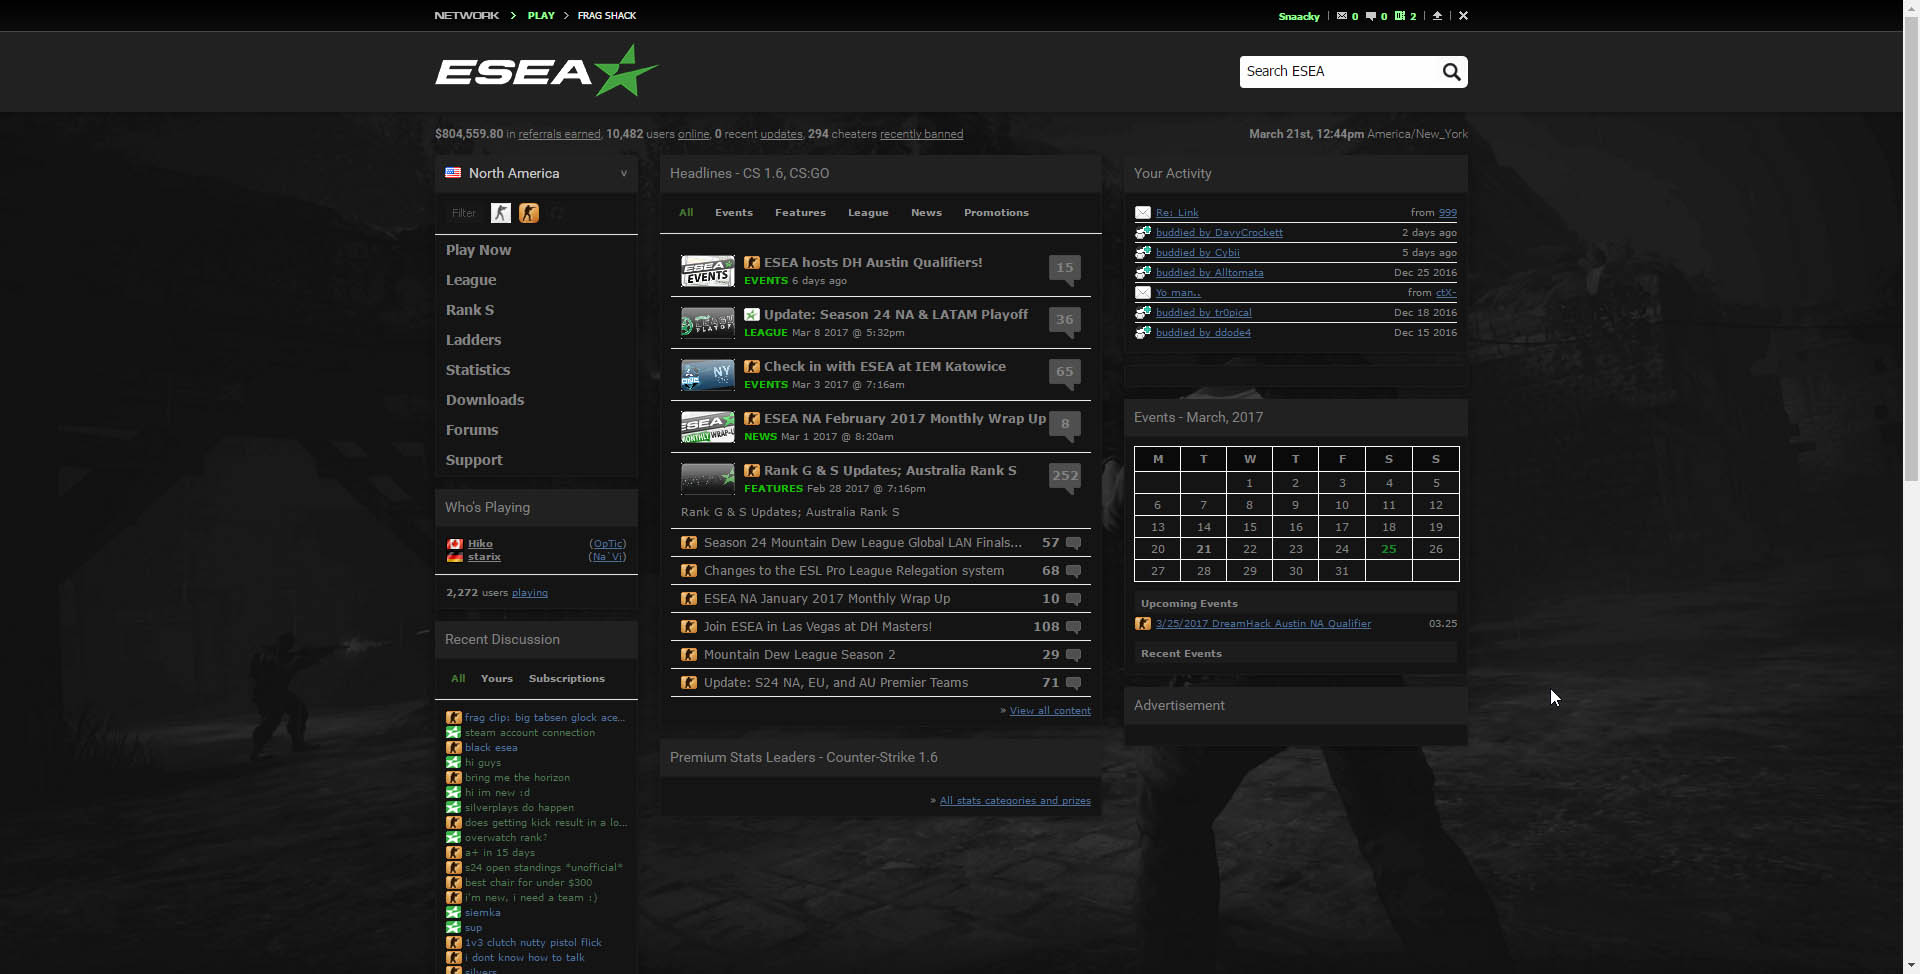 NETWORK > PLAY > FRAG SHACK
Snaacky 0 0 2
ESEA
Search ESEA
$804,559.80 in referrals earned, 10,482 users online, 0 recent updates, 294 cheaters recently banned
March 21st, 12:44pm America/New_York
North America
Filter
Play Now
League
Rank S
Ladders
Statistics
Downloads
Forums
Support
Who's Playing
Hiko (OpTic)
starix (Na`Vi)
2,272 users playing
Recent Discussion
All Yours Subscriptions
frag clip: big tabsen glock ace...
steam account connection
black esea
hi guys
bring me the horizon
hi im new :d
silverplays do happen
does getting kick result in a lo...
overwatch rank?
a+ in 15 days
s24 open standings *unofficial*
best chair for under $300
i'm new, i need a team :)
siemka
sup
1v3 clutch nutty pistol flick
i dont know how to talk
silvers
Headlines - CS 1.6, CS:GO
All Events Features League News Promotions
ESEA EVENTS
ESEA hosts DH Austin Qualifiers! 15
EVENTS 6 days ago
Update: Season 24 NA & LATAM Playoff 36
LEAGUE Mar 8 2017 @ 5:32pm
NY
Check in with ESEA at IEM Katowice 65
EVENTS Mar 3 2017 @ 7:16am
ESEA MONTHLY WRAP-U
ESEA NA February 2017 Monthly Wrap Up 8
NEWS Mar 1 2017 @ 8:20am
Rank G & S Updates; Australia Rank S 252
FEATURES Feb 28 2017 @ 7:16pm
Rank G & S Updates; Australia Rank S
Season 24 Mountain Dew League Global LAN Finals... 57
Changes to the ESL Pro League Relegation system 68
ESEA NA January 2017 Monthly Wrap Up 10
Join ESEA in Las Vegas at DH Masters! 108
Mountain Dew League Season 2 29
Update: S24 NA, EU, and AU Premier Teams 71
» View all content
Premium Stats Leaders - Counter-Strike 1.6
» All stats categories and prizes
Your Activity
Re: Link from 999
buddied by DavyCrockett 2 days ago
buddied by Cybii 5 days ago
buddied by Alltomata Dec 25 2016
Yo man.. from ctX-
buddied by tr0pical Dec 18 2016
buddied by ddode4 Dec 15 2016
Events - March, 2017
M T W T F S S
1 2 3 4 5
6 7 8 9 10 11 12
13 14 15 16 17 18 19
20 21 22 23 24 25 26
27 28 29 30 31
Upcoming Events
3/25/2017 DreamHack Austin NA Qualifier 03.25
Recent Events
Advertisement